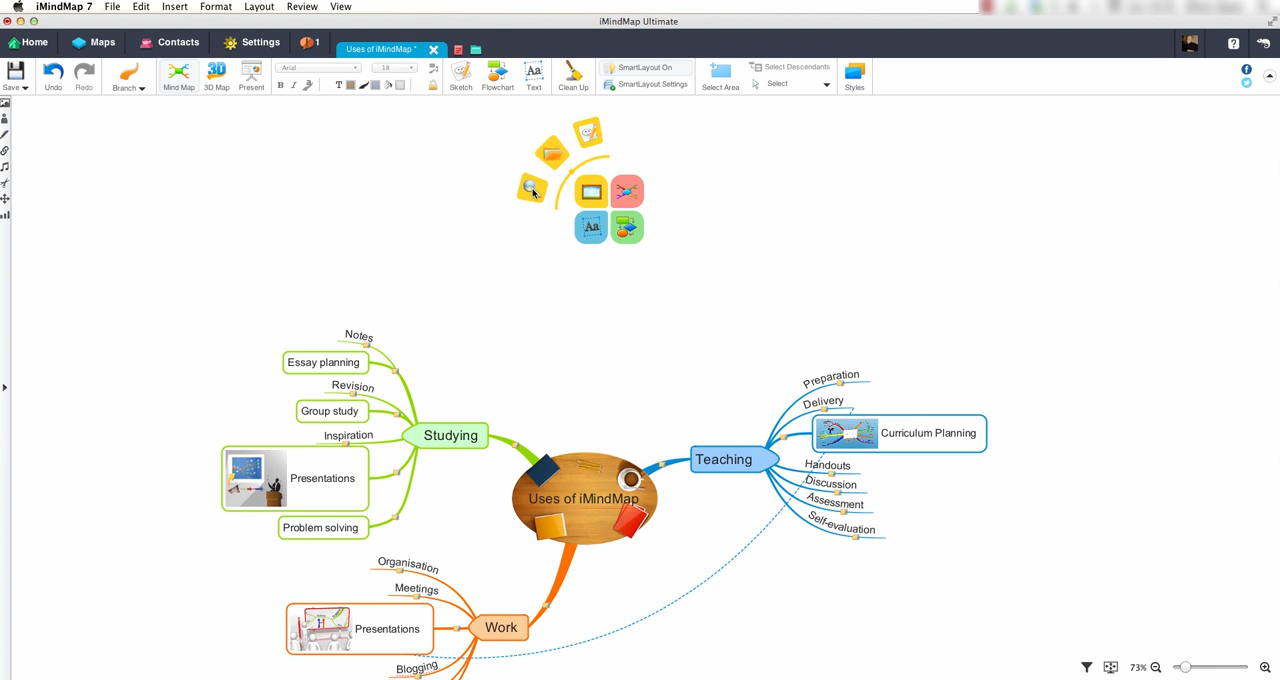 iMindMap 7 File Edit Insert Format Layout Review View
iMindMap Ultimate
Home Maps Contacts Settings 1 Uses of iMindMap *
Arial 18
SmartLayout On
Select Descendants
SmartLayout Settings
Select
B I T
Save Undo Redo Branch Mind Map 3D Map Present Sketch Flowchart Text Clean Up Select Area Styles
Aa
Notes
Essay planning
Revision
Group study
Inspiration
Presentations
Problem solving
Studying
Uses of iMindMap
Teaching
Preparation
Delivery
Curriculum Planning
Handouts
Discussion
Assessment
Self-evaluation
Organisation
Meetings
Presentations
Work
Blogging
73%